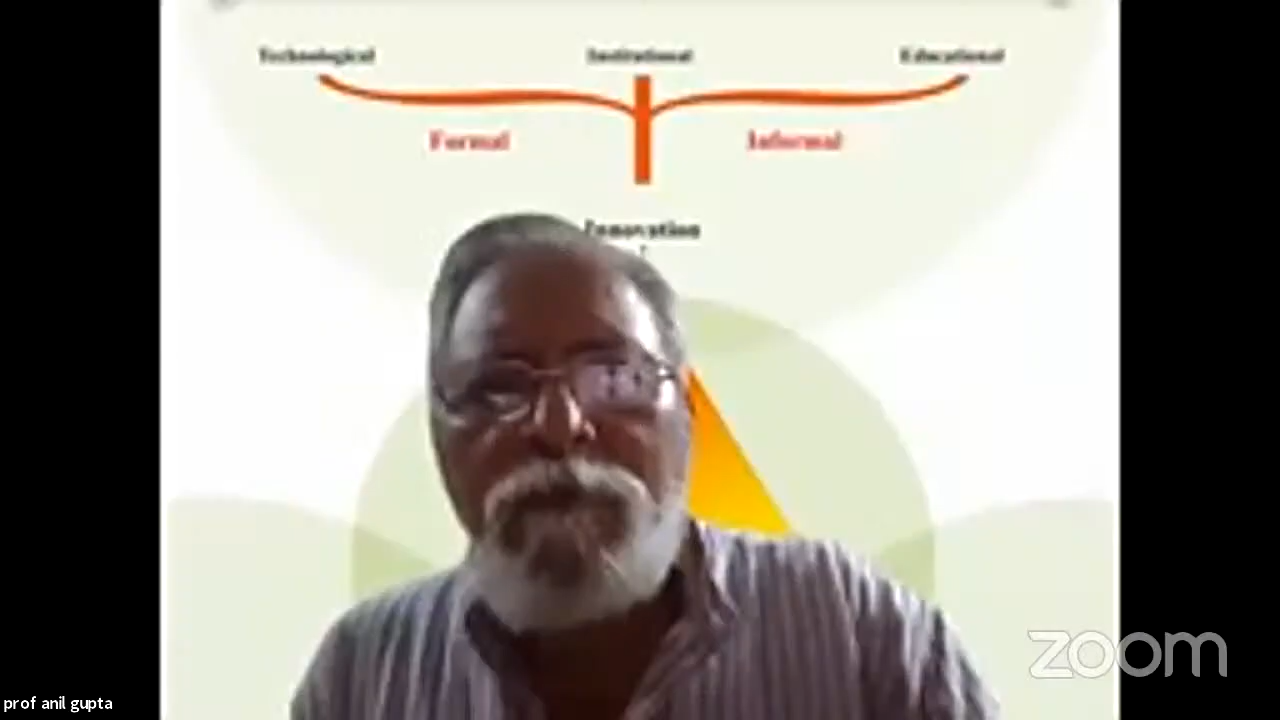 Technological Institutional Educational
Formal Informal
Innovation
zoom
prof anil gupta